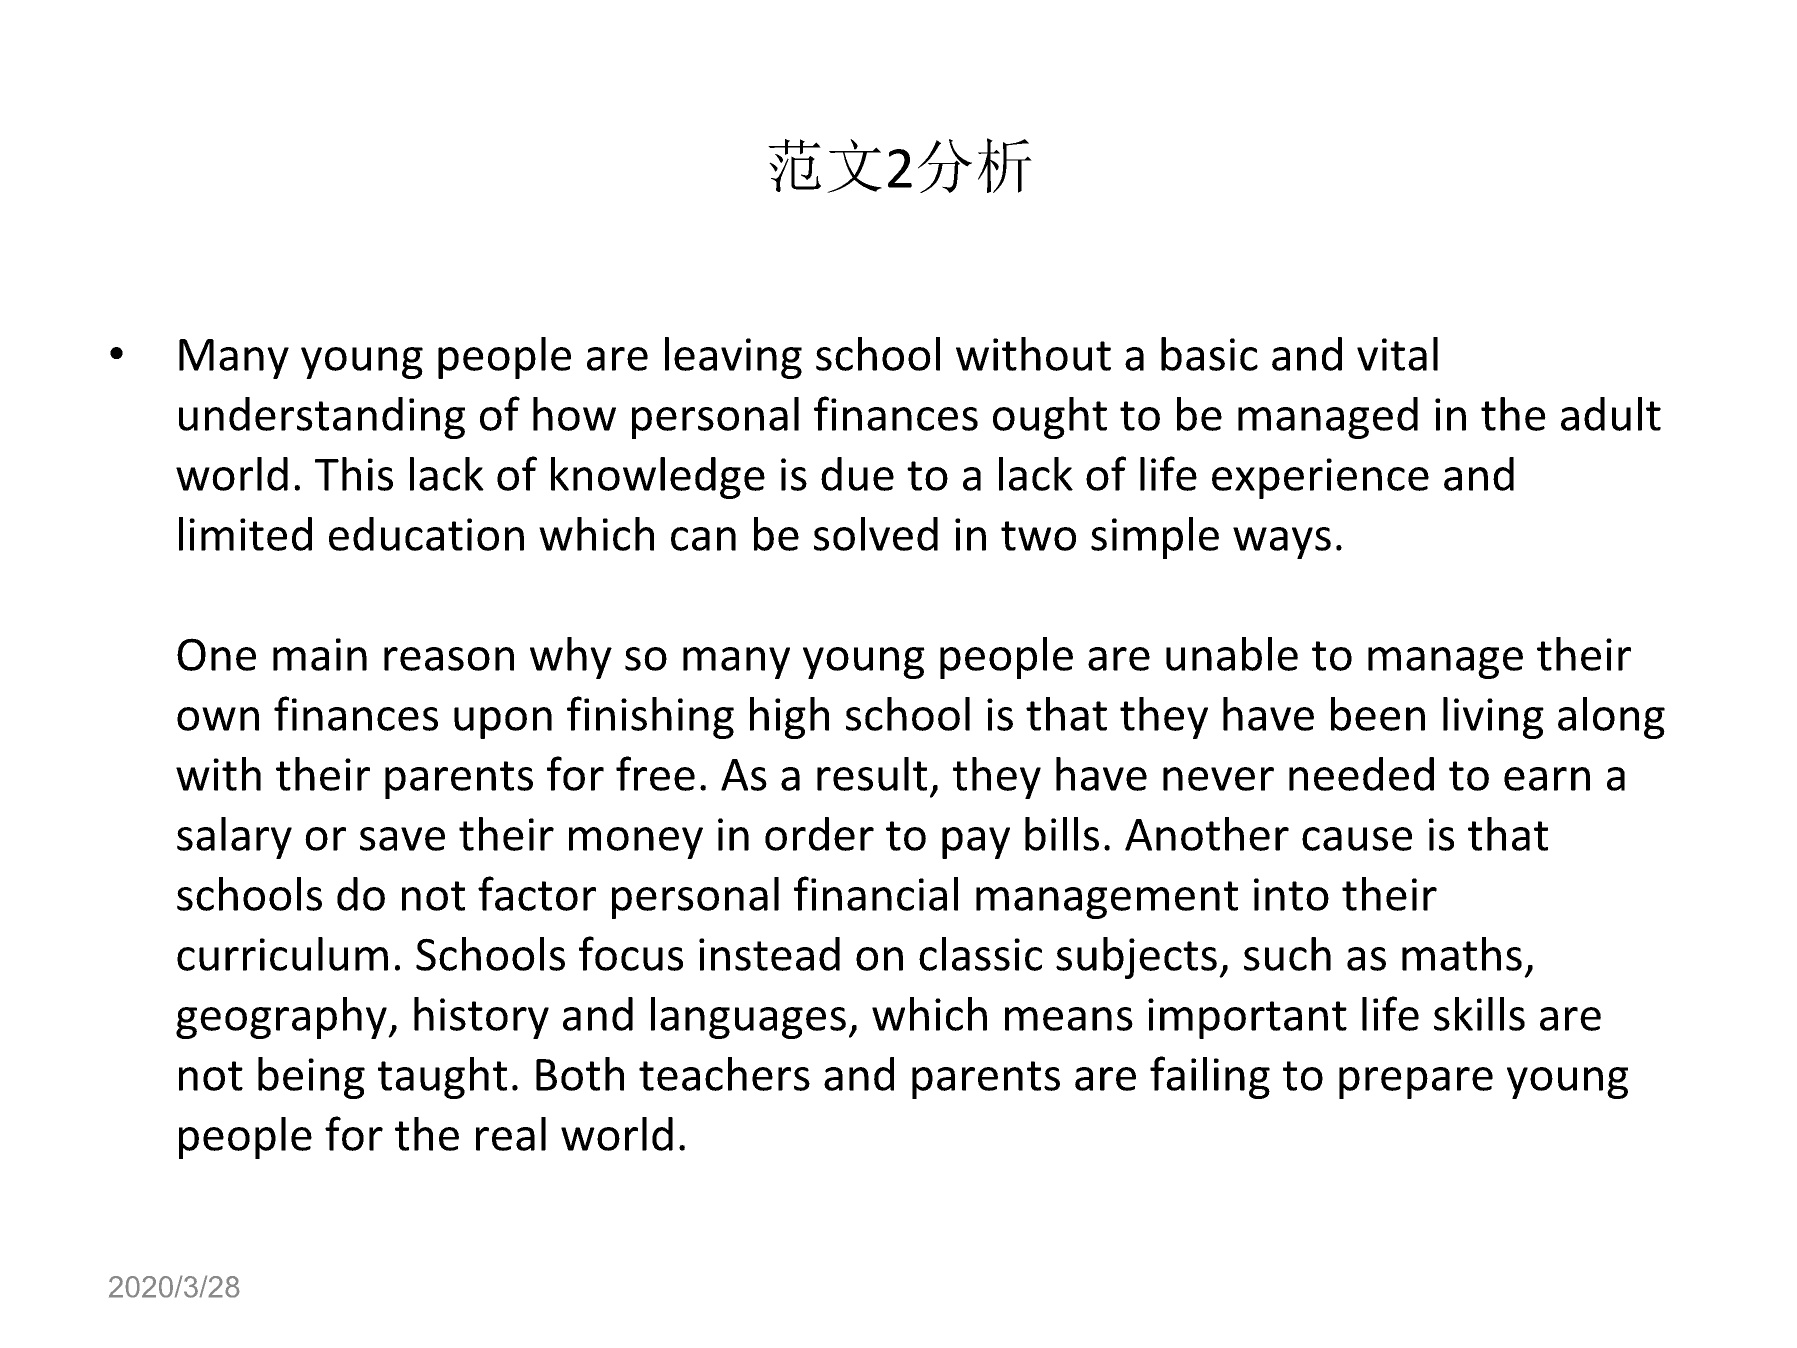 范文2分析
• Many young people are leaving school without a basic and vital
understanding of how personal finances ought to be managed in the adult
world. This lack of knowledge is due to a lack of life experience and
limited education which can be solved in two simple ways.
One main reason why so many young people are unable to manage their
own finances upon finishing high school is that they have been living along
with their parents for free. As a result, they have never needed to earn a
salary or save their money in order to pay bills. Another cause is that
schools do not factor personal financial management into their
curriculum. Schools focus instead on classic subjects, such as maths,
geography, history and languages, which means important life skills are
not being taught. Both teachers and parents are failing to prepare young
people for the real world.
2020/3/28